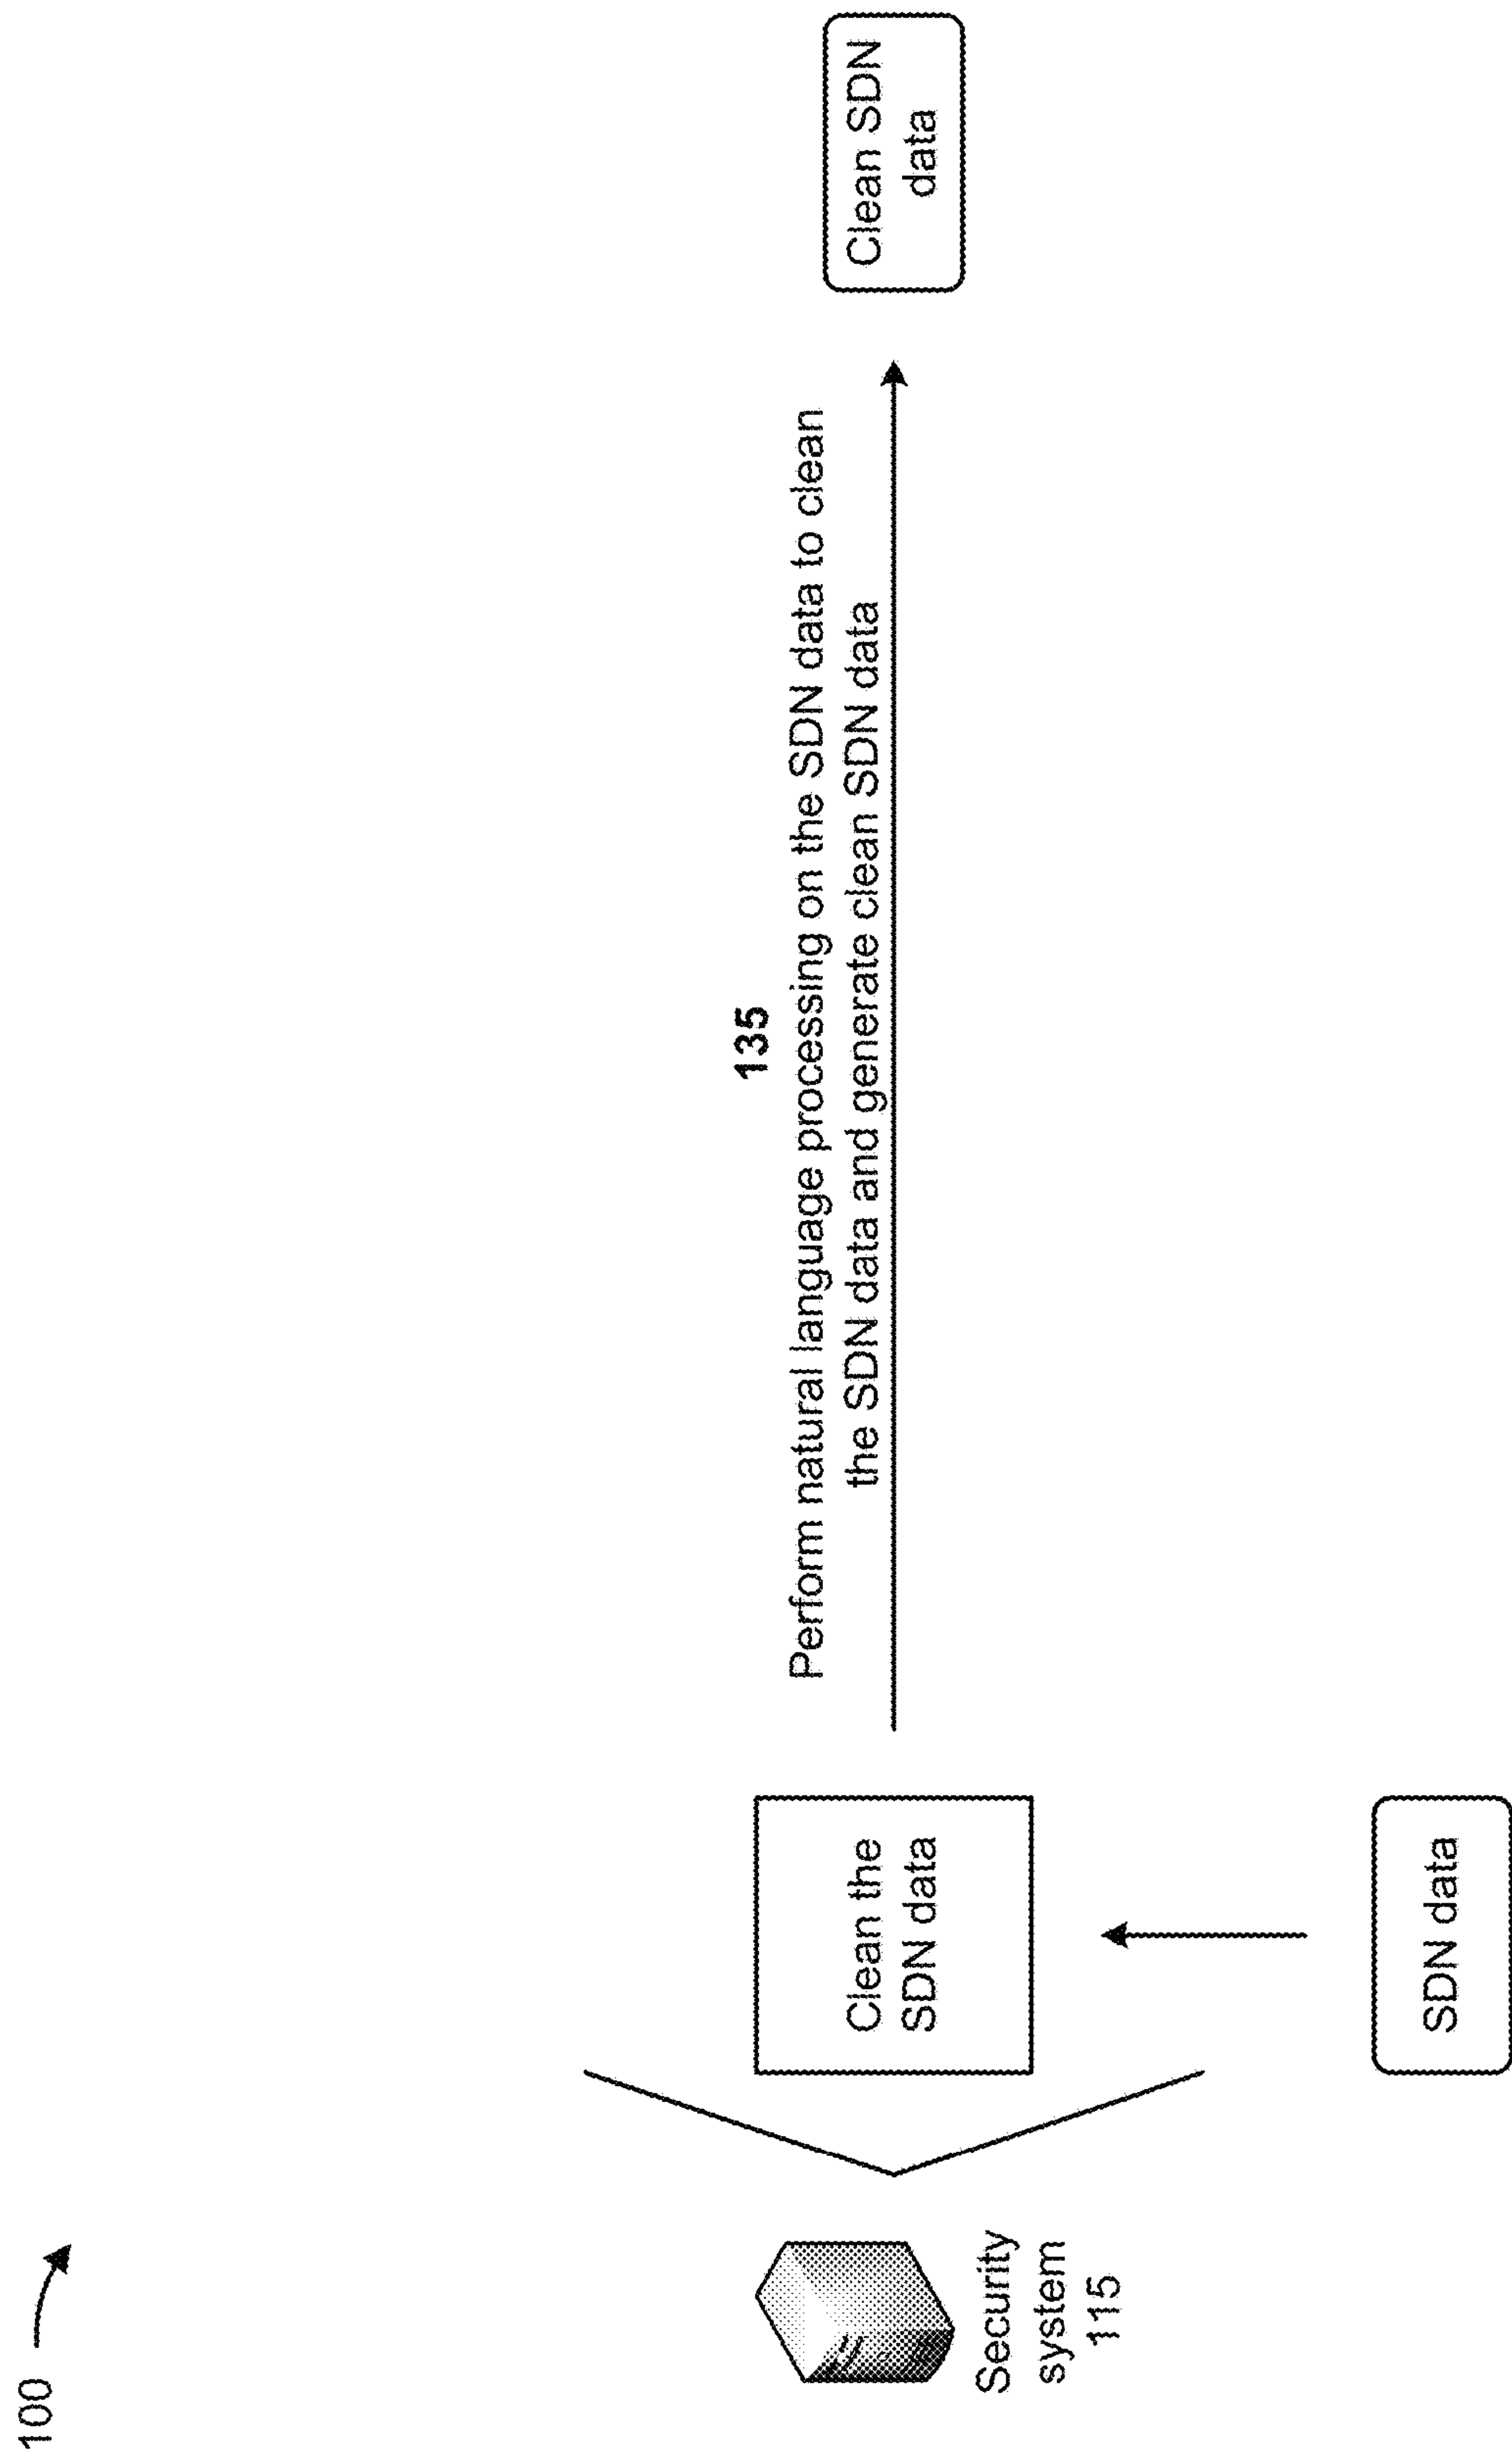 100
Security
system
115
Clean the
SDN data
SDN data
135
Perform natural language processing on the SDN data to clean
the SDN data and generate clean SDN data
Clean SDN
data